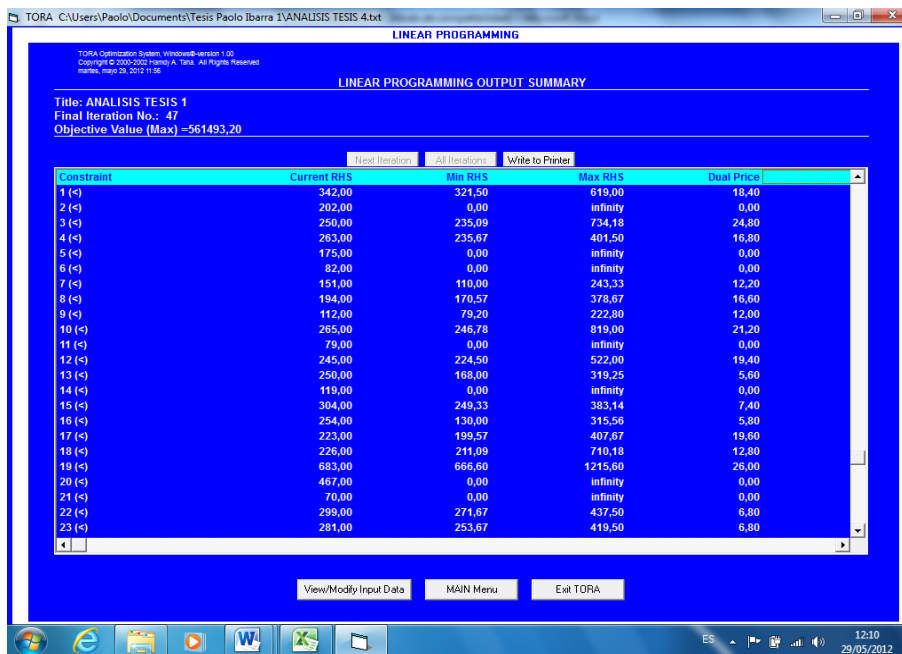 TORA C:\Users\Paolo\Documents\Tesis Paolo Ibarra 1\ANALISIS TESIS 4.txt
LINEAR PROGRAMMING
TORA Optimization System, Windows®-version 1.00
Copyright © 2000-2002 Hamdy A. Taha. All Rights Reserved
martes, mayo 29, 2012 11:56
LINEAR PROGRAMMING OUTPUT SUMMARY
Title: ANALISIS TESIS 1
Final Iteration No.: 47
Objective Value (Max) =561493,20
Next Iteration All Iterations Write to Printer
Constraint Current RHS Min RHS Max RHS Dual Price
1 (<) 342,00 321,50 619,00 18,40
2 (<) 202,00 0,00 infinity 0,00
3 (<) 250,00 235,09 734,18 24,80
4 (<) 263,00 235,67 401,50 16,80
5 (<) 175,00 0,00 infinity 0,00
6 (<) 82,00 0,00 infinity 0,00
7 (<) 151,00 110,00 243,33 12,20
8 (<) 194,00 170,57 378,67 16,60
9 (<) 112,00 79,20 222,80 12,00
10 (<) 265,00 246,78 819,00 21,20
11 (<) 79,00 0,00 infinity 0,00
12 (<) 245,00 224,50 522,00 19,40
13 (<) 250,00 168,00 319,25 5,60
14 (<) 119,00 0,00 infinity 0,00
15 (<) 304,00 249,33 383,14 7,40
16 (<) 254,00 130,00 315,56 5,80
17 (<) 223,00 199,57 407,67 19,60
18 (<) 226,00 211,09 710,18 12,80
19 (<) 683,00 666,60 1215,60 26,00
20 (<) 467,00 0,00 infinity 0,00
21 (<) 70,00 0,00 infinity 0,00
22 (<) 299,00 271,67 437,50 6,80
23 (<) 281,00 253,67 419,50 6,80
View/Modify Input Data MAIN Menu Exit TORA
ES 12:10
29/05/2012